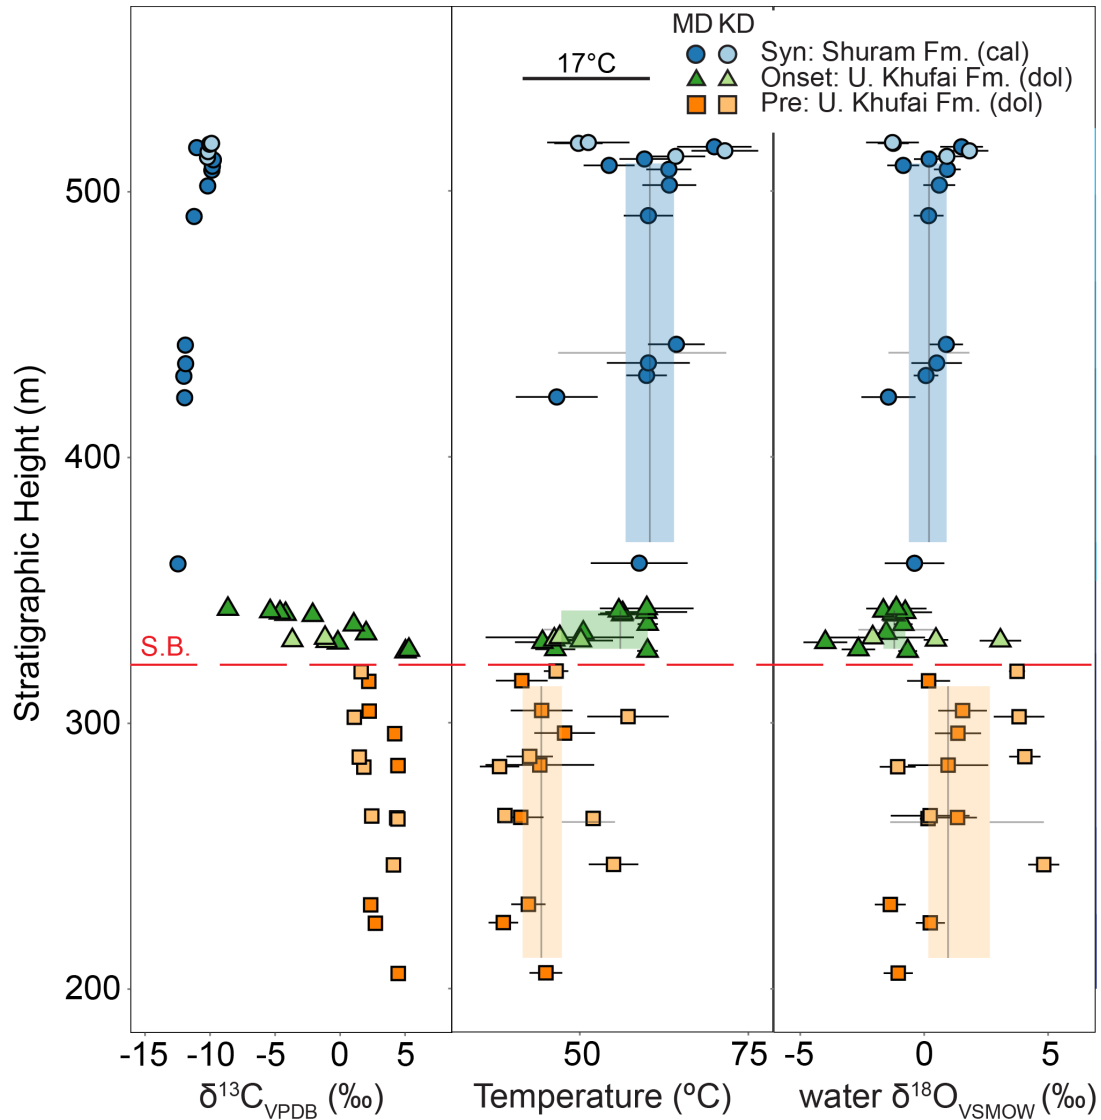 MD KD
Syn: Shuram Fm. (cal)
Onset: U. Khufai Fm. (dol)
Pre: U. Khufai Fm. (dol)
17°C
Stratigraphic Height (m)
500
400
300
200
S.B.
-15 -10 -5 0 5
50 75
-5 0 5
δ13CVPDB (‰)
Temperature (ºC)
water δ18OVSMOW (‰)